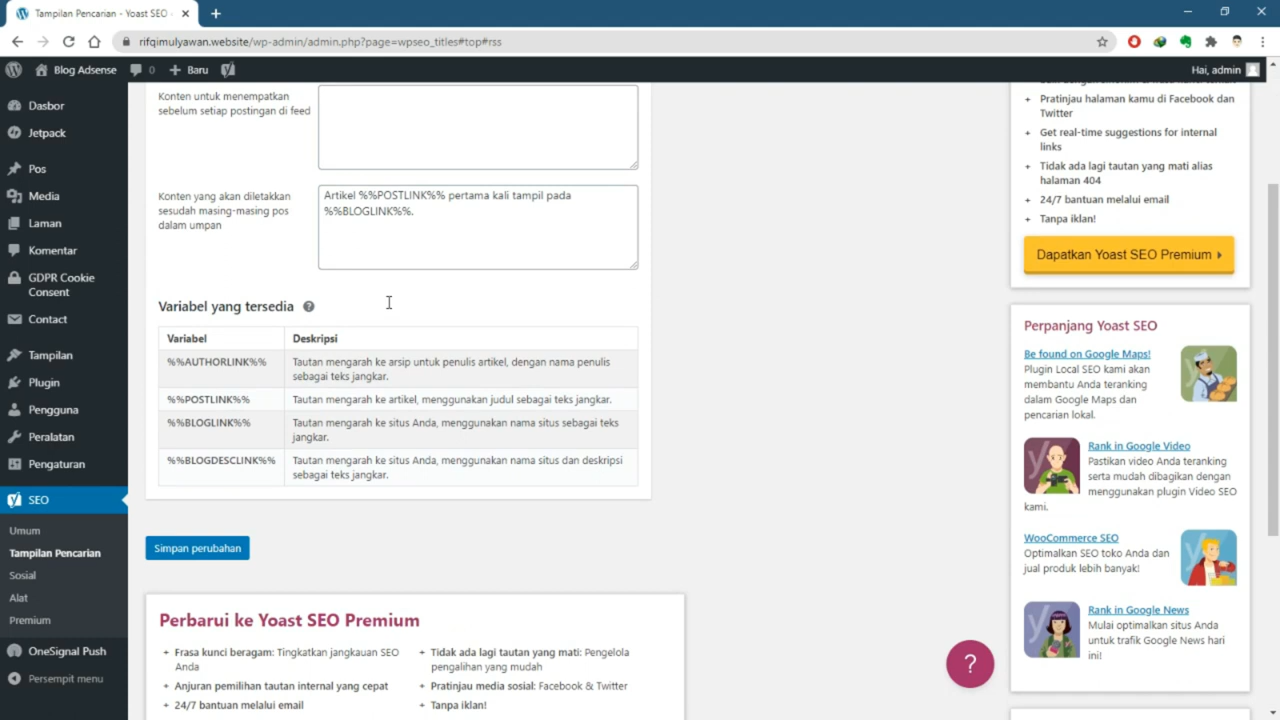 Tampilan Pencarian - Yoast SEO
rifqimulyawan.website/wp-admin/admin.php?page=wpseo_titles#top#rss
Blog Adsense
0
Baru
Hai, admin
Dasbor
Jetpack
Pos
Media
Laman
Komentar
GDPR Cookie
Consent
Contact
Tampilan
Plugin
Pengguna
Peralatan
Pengaturan
SEO
Umum
Tampilan Pencarian
Sosial
Alat
Premium
OneSignal Push
Persempit menu
Konten untuk menempatkan
sebelum setiap postingan di feed
Konten yang akan diletakkan
sesudah masing-masing pos
dalam umpan
Artikel %%POSTLINK%% pertama kali tampil pada
%%BLOGLINK%%.
Variabel yang tersedia ?
Variabel Deskripsi
%%AUTHORLINK%% Tautan mengarah ke arsip untuk penulis artikel, dengan nama penulis
sebagai teks jangkar.
%%POSTLINK%% Tautan mengarah ke artikel, menggunakan judul sebagai teks jangkar.
%%BLOGLINK%% Tautan mengarah ke situs Anda, menggunakan nama situs sebagai teks
jangkar.
%%BLOGDESCLINK%% Tautan mengarah ke situs Anda, menggunakan nama situs dan deskripsi
sebagai teks jangkar.
Simpan perubahan
Perbarui ke Yoast SEO Premium
+ Frasa kunci beragam: Tingkatkan jangkauan SEO
Anda
+ Anjuran pemilihan tautan internal yang cepat
+ 24/7 bantuan melalui email
+ Tidak ada lagi tautan yang mati: Pengelola
pengalihan yang mudah
+ Pratinjau media sosial: Facebook & Twitter
+ Tanpa iklan!
+ Pratinjau halaman kamu di Facebook dan
Twitter
+ Get real-time suggestions for internal
links
+ Tidak ada lagi tautan yang mati alias
halaman 404
+ 24/7 bantuan melalui email
+ Tanpa iklan!
Dapatkan Yoast SEO Premium
Perpanjang Yoast SEO
Be found on Google Maps!
Plugin Local SEO kami akan
membantu Anda teranking
dalam Google Maps dan
pencarian lokal.
Rank in Google Video
Pastikan video Anda teranking
serta mudah dibagikan dengan
menggunakan plugin Video SEO
kami.
WooCommerce SEO
Optimalkan SEO toko Anda dan
jual produk lebih banyak!
Rank in Google News
Mulai optimalkan situs Anda
untuk trafik Google News hari
ini!
?